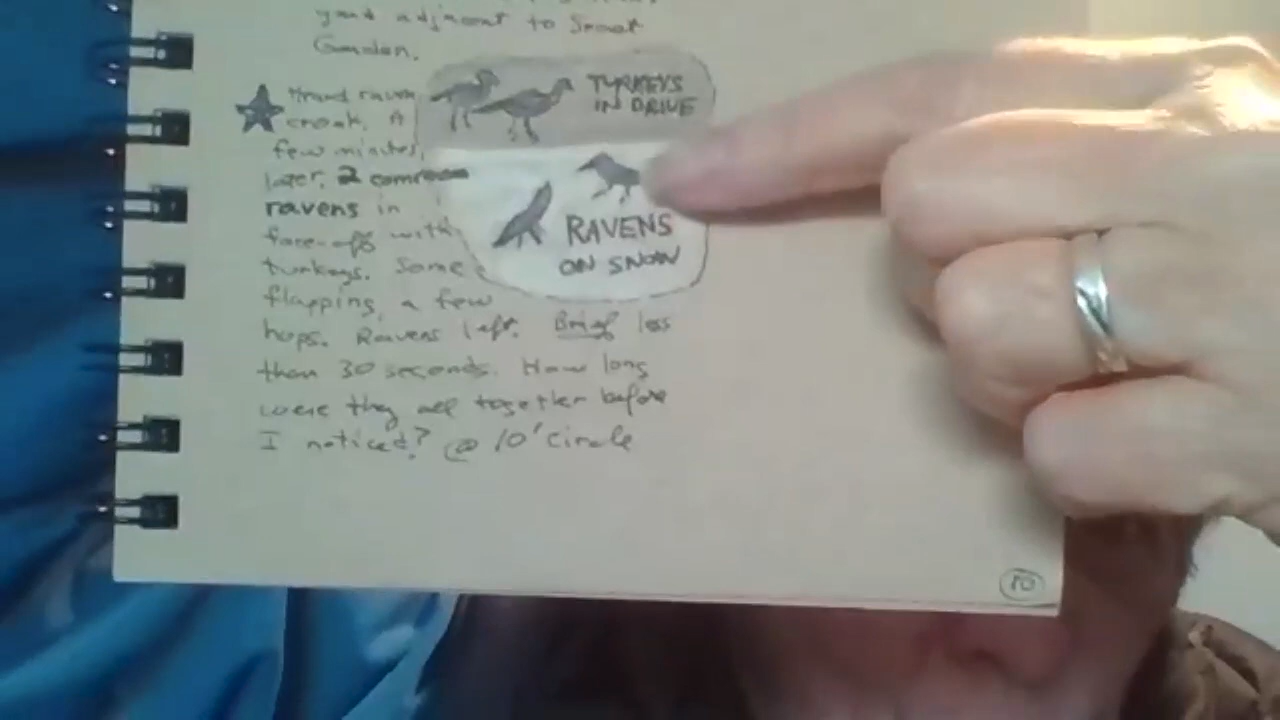 yard adjacent to Smoot
Garden.
Heard raven
croak. A
few minutes
later, 2 common
ravens in
face-off with
turkeys. Some
flapping, a few
hops. Ravens left. Brief less
than 30 seconds. How long
were they all together before
I noticed? @ 10' circle
TURKEYS
IN DRIVE
RAVENS
ON SNOW
10